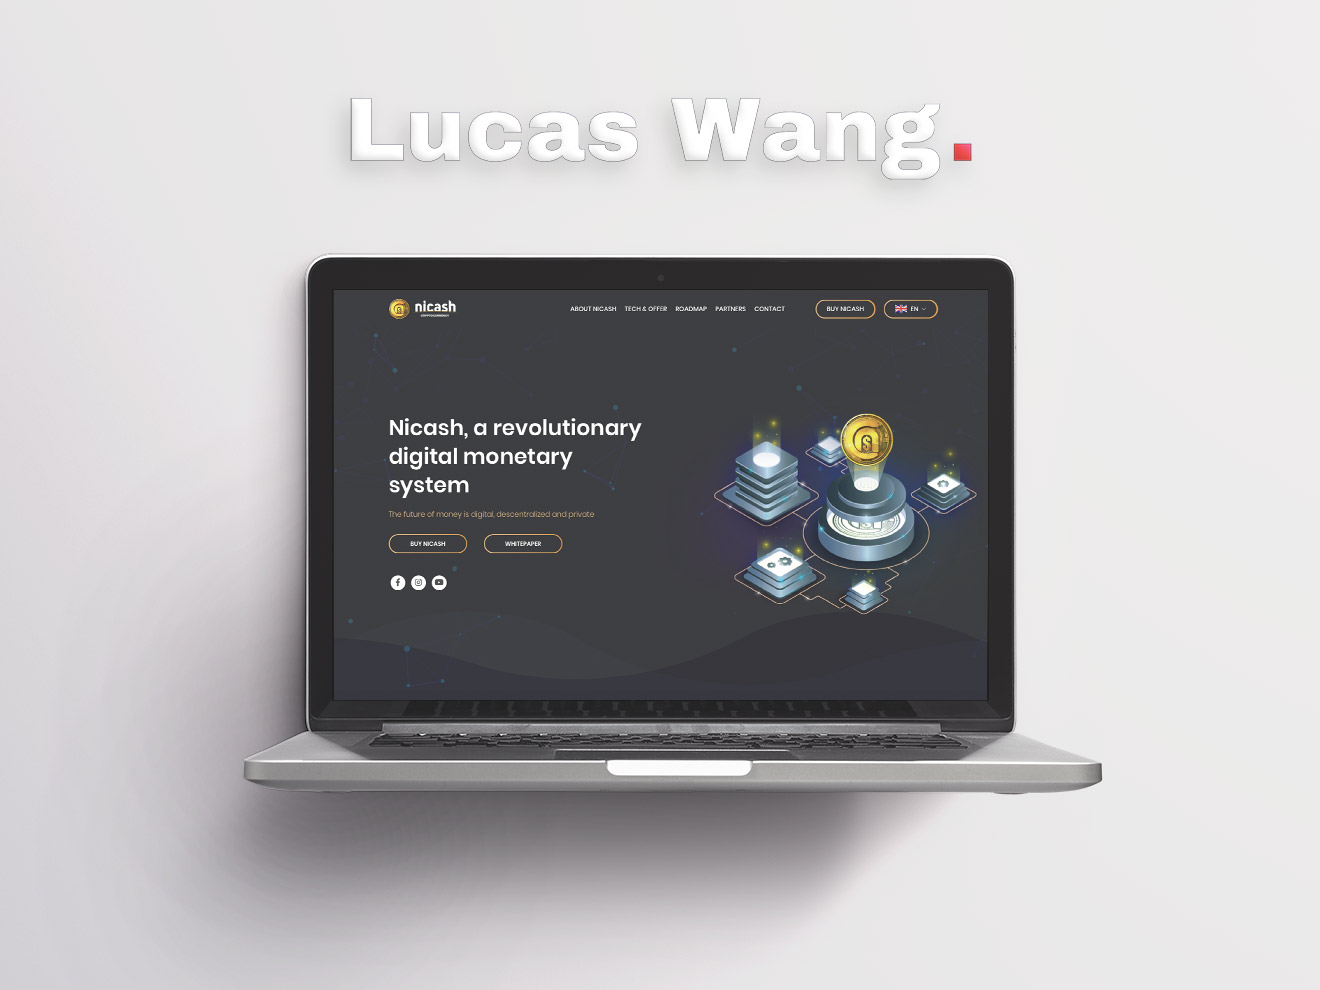 Lucas Wang.
nicash
CRYPTOCURRENCY
ABOUT NICASH TECH & OFFER ROADMAP PARTNERS CONTACT
BUY NICASH
EN
Nicash, a revolutionary
digital monetary
system
The future of money is digital, descentralized and private
BUY NICASH
WHITEPAPER